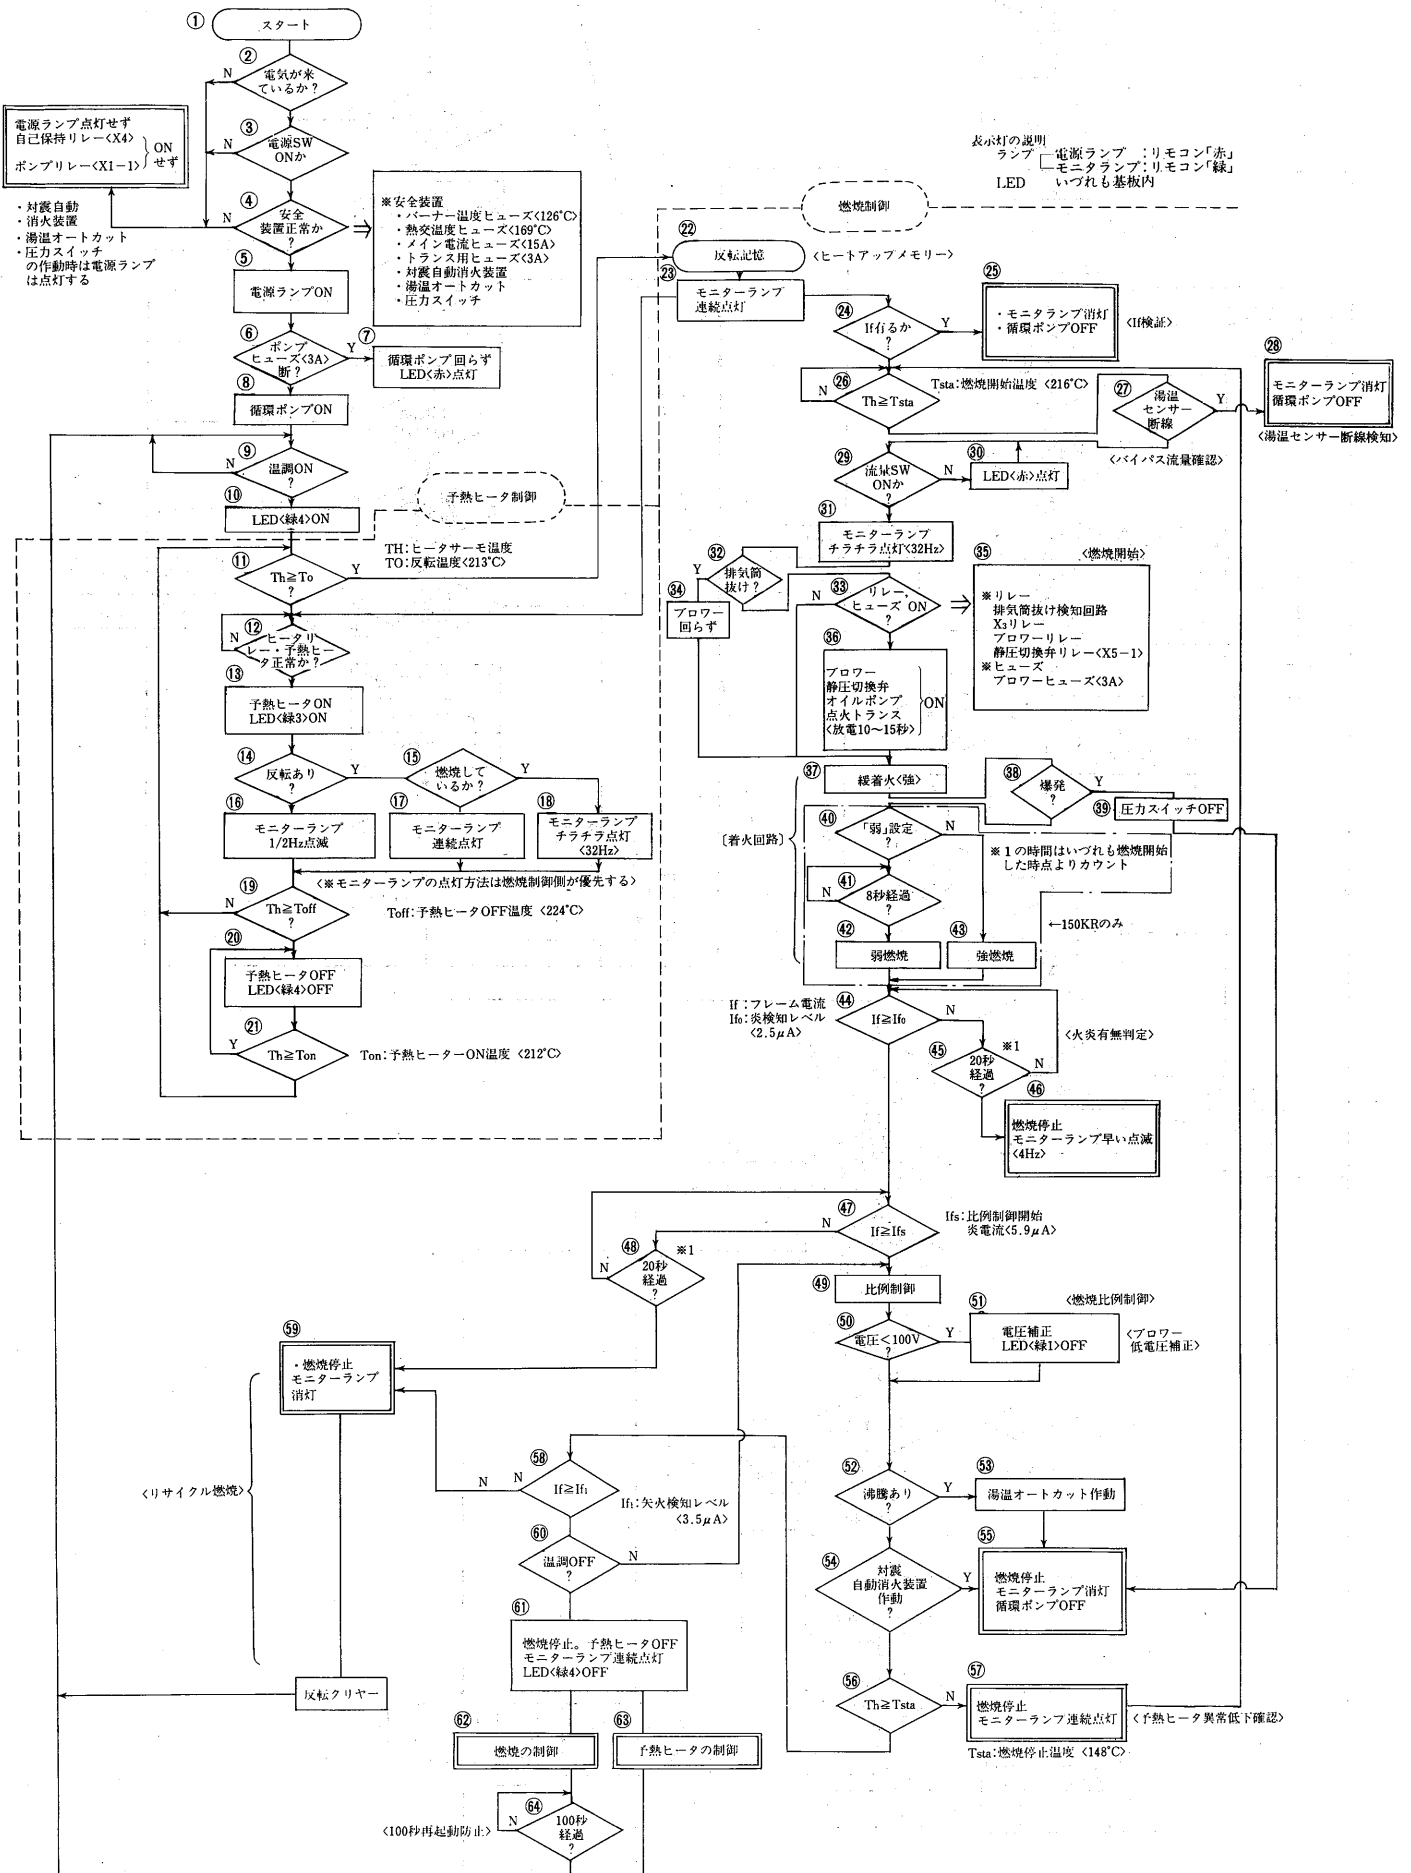 ① スタート
②
電気が来
ているか?
N
電源ランプ点灯せず
自己保持リレー<X4>
ON
せず
ポンプリレー<X1−1>
③
電源SW
ONか
N
④
安全
装置正常か
?
N
・対震自動
・消火装置
・湯温オートカット
・圧力スイッチ
の作動時は電源ランプ
は点灯する
※安全装置
・バーナー温度ヒューズ<126°C>
・熱交温度ヒューズ<169°C>
・メイン電流ヒューズ<15A>
・トランス用ヒューズ<3A>
・対震自動消火装置
・湯温オートカット
・圧力スイッチ
⑤
電源ランプON
⑥
ポンプ
ヒューズ<3A>
断?
Y
⑦
循環ポンプ回らず
LED<赤>点灯
⑧
循環ポンプON
⑨
温調ON
?
N
⑩
LED<緑4>ON
予熱ヒータ制御
TH:ヒータサーモ温度
TO:反転温度<213°C>
⑪
Th≧To
?
Y
⑫
ヒータリ
レー・予熱ヒー
タ正常か?
N
⑬
予熱ヒータON
LED<緑3>ON
⑭
反転あり
?
Y
⑮
燃焼して
いるか?
Y
⑯
モニターランプ
1/2Hz点滅
⑰
モニターランプ
連続点灯
⑱
モニターランプ
チラチラ点灯
<32Hz>
<※モニターランプの点灯方法は燃焼制御側が優先する>
⑲
Th≧Toff
?
N
Toff:予熱ヒータOFF温度 <224°C>
⑳
予熱ヒータOFF
LED<緑4>OFF
㉑
Th≧Ton
?
Y
Ton:予熱ヒーターON温度 <212°C>
表示灯の説明
ランプ
電源ランプ :リモコン「赤」
モニタランプ:リモコン「緑」
LED いづれも基板内
燃焼制御
㉒
反転記憶
<ヒートアップメモリー>
㉓
モニターランプ
連続点灯
㉔
If有るか
?
Y
㉕
・モニタランプ消灯
・循環ポンプOFF
<If検証>
㉖
Th≧Tsta
N
Tsta:燃焼開始温度 <216°C>
㉗
湯温
センサー
断線
Y
㉘
モニターランプ消灯
循環ポンプOFF
<湯温センサー断線検知>
㉙
流量SW
ONか
?
N
㉚
LED<赤>点灯
<バイパス流量確認>
㉛
モニターランプ
チラチラ点灯<32Hz>
㉜
排気筒
抜け?
Y
㉝
リレー,
ヒューズ ON
?
N
㉞
ブロワー
回らず
㉟
<燃焼開始>
※リレー
排気筒抜け検知回路
X₃リレー
ブロワーリレー
静圧切換弁リレー<X5−1>
※ヒューズ
ブロワーヒューズ<3A>
㊱
ブロワー
静圧切換弁
オイルポンプ
点火トランス
<放電10〜15秒>
ON
㊲
緩着火<強>
㊳
爆発
?
Y
㊴ 圧力スイッチOFF
〔着火回路〕
㊵
「弱」設定
?
N
※1の時間はいづれも燃焼開始
した時点よりカウント
㊶
8秒経過
?
N
←150KRのみ
㊷
弱燃焼
㊸
強燃焼
㊹
If≧If₀
N
If :フレーム電流
If₀:炎検知レベル
<2.5μA>
㊺
※1
20秒
経過
?
N
<火炎有無判定>
㊻
燃焼停止
モニターランプ早い点滅
<4Hz>
㊼
If≧Ifs
N
Ifs:比例制御開始
炎電流<5.9μA>
㊽
※1
20秒
経過
?
N
㊾ 比例制御
㊿
電圧<100V
?
Y
51
電圧補正
LED<緑1>OFF
<燃焼比例制御>
<ブロワー
低電圧補正>
52
沸騰あり
?
Y
53
湯温オートカット作動
54
対震
自動消火装置
作動
?
Y
55
燃焼停止
モニターランプ消灯
循環ポンプOFF
56
Th≧Tsta
N
57
燃焼停止
モニターランプ連続点灯
<予熱ヒータ異常低下確認>
Tsta:燃焼停止温度 <148°C>
58
If≧If₁
N
N
If₁:矢火検知レベル
<3.5μA>
59
・燃焼停止
モニターランプ
消灯
<リサイクル燃焼>
反転クリヤー
60
温調OFF
?
N
61
燃焼停止。予熱ヒータOFF
モニターランプ連続点灯
LED<緑4>OFF
62
燃焼の制御
63
予熱ヒータの制御
64
100秒
経過
?
N
<100秒再起動防止>